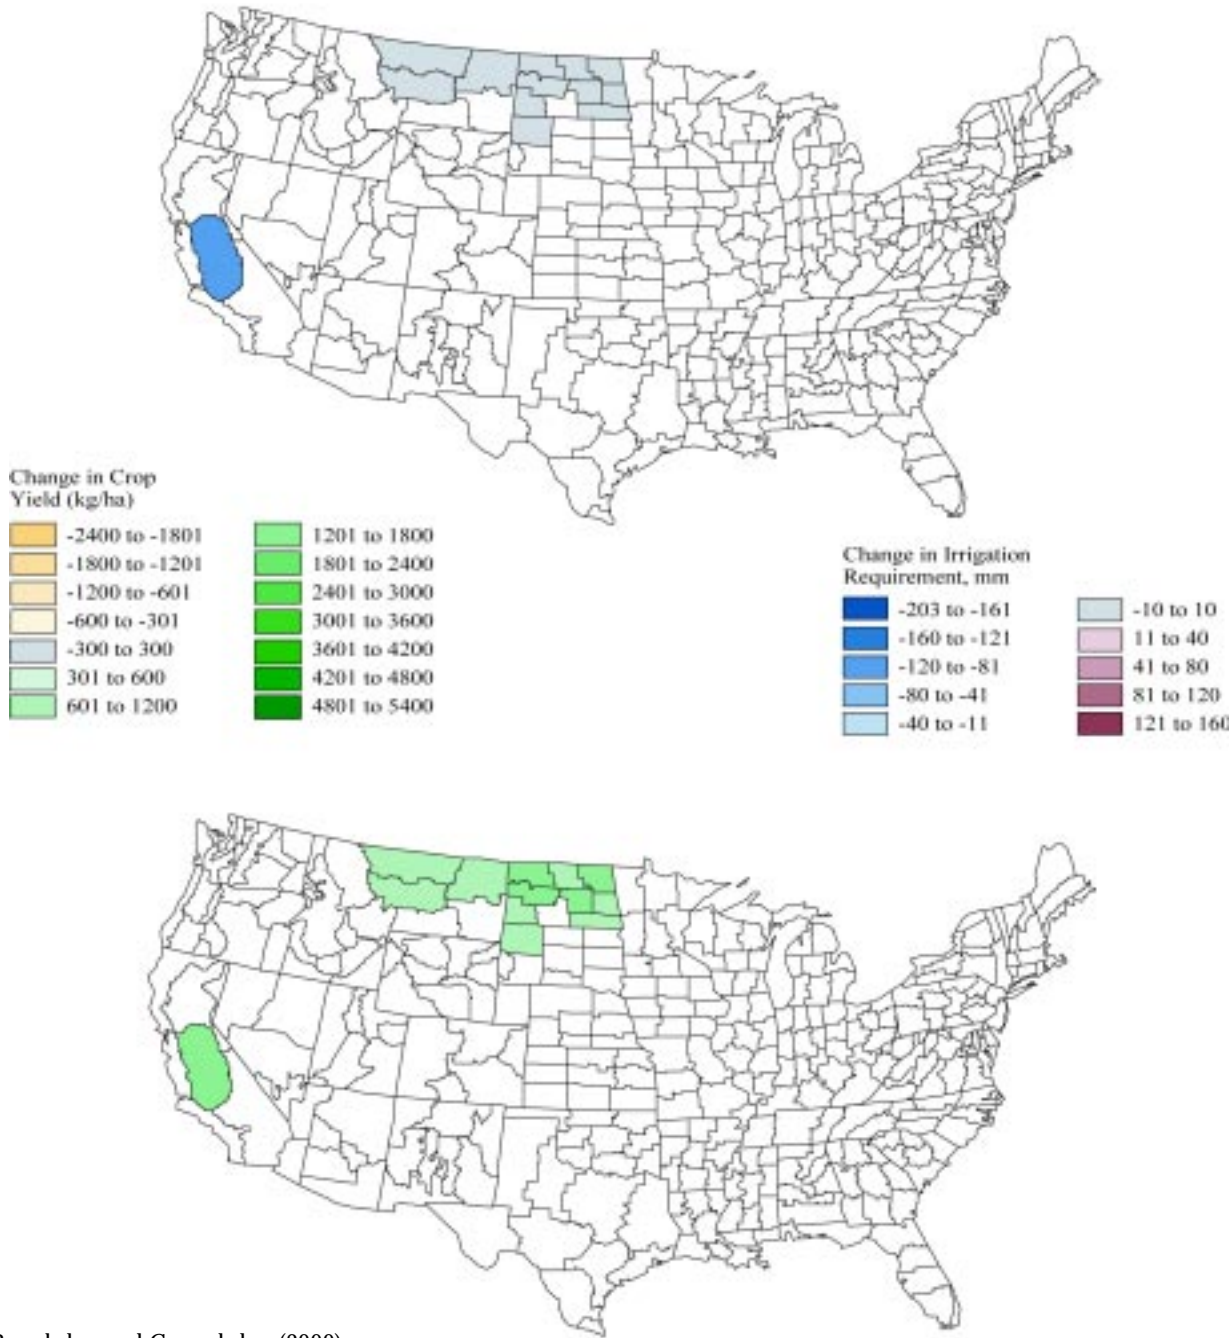 Change in Crop
Yield (kg/ha)
-2400 to -1801
-1800 to -1201
-1200 to -601
-600 to -301
-300 to 300
301 to 600
601 to 1200
1201 to 1800
1801 to 2400
2401 to 3000
3001 to 3600
3601 to 4200
4201 to 4800
4801 to 5400
Change in Irrigation
Requirement, mm
-203 to -161
-160 to -121
-120 to -81
-80 to -41
-40 to -11
-10 to 10
11 to 40
41 to 80
81 to 120
121 to 160